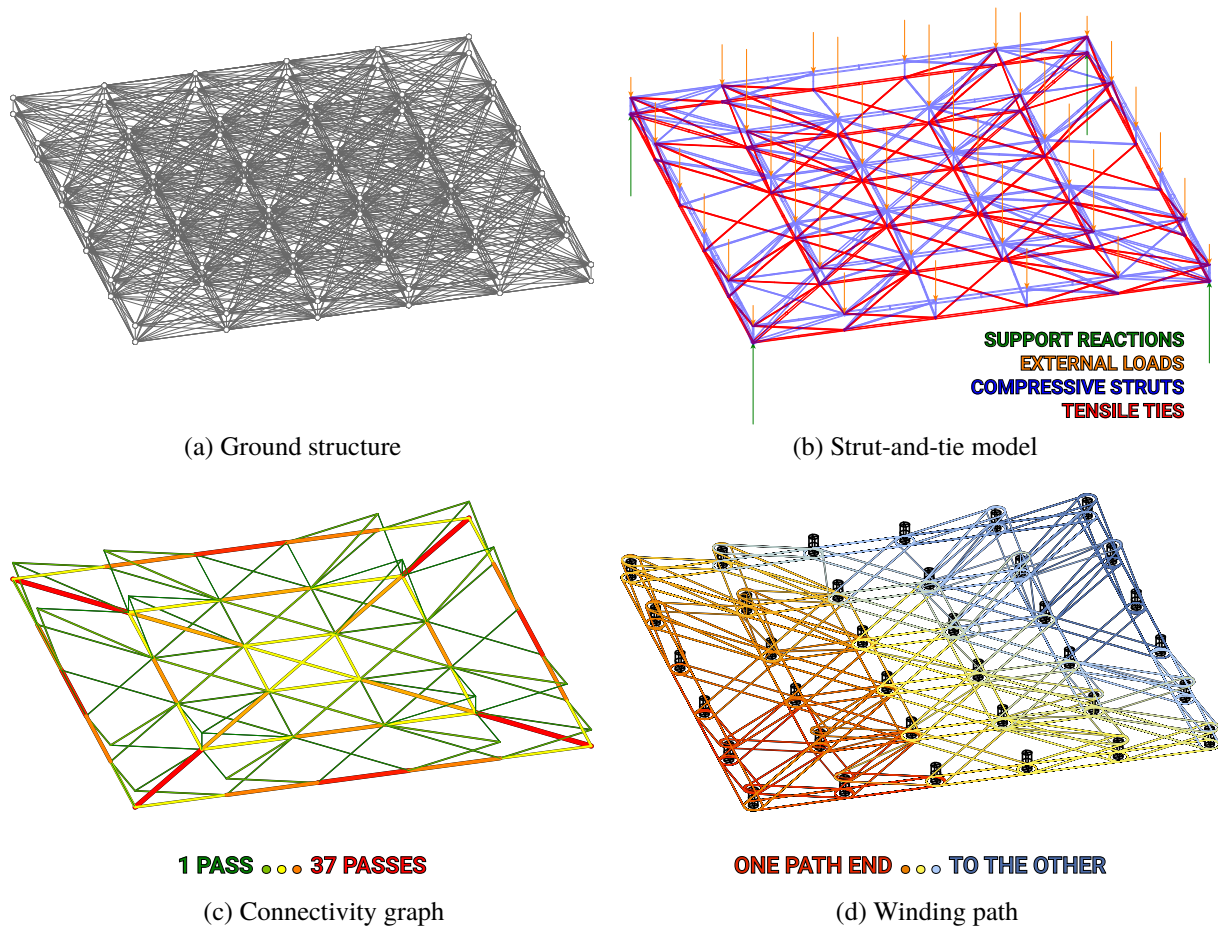 SUPPORT REACTIONS
EXTERNAL LOADS
COMPRESSIVE STRUTS
TENSILE TIES
(a) Ground structure
(b) Strut-and-tie model
1 PASS 37 PASSES
ONE PATH END TO THE OTHER
(c) Connectivity graph
(d) Winding path